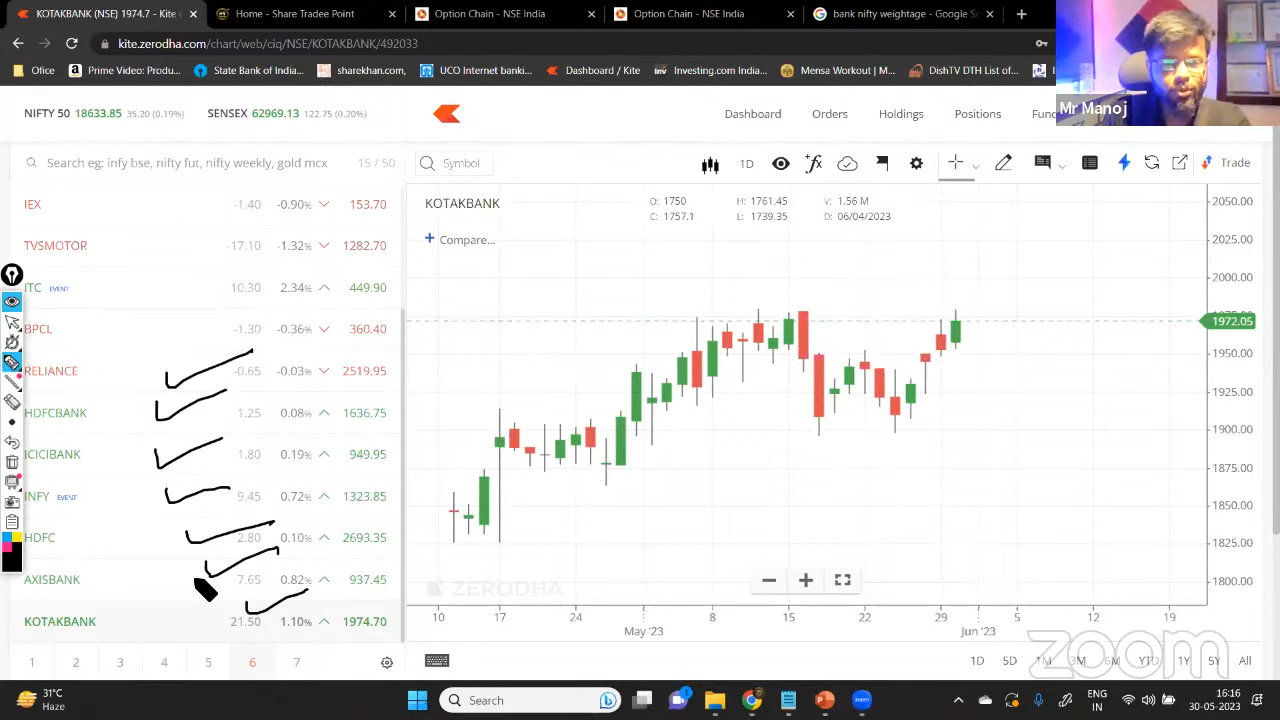 KOTAKBANK (NSE) 1974.7 - Kite
Home - Share Tradee Point
Option Chain - NSE India
Option Chain - NSE India
bank nifty weightage - Google Se
kite.zerodha.com/chart/web/ciq/NSE/KOTAKBANK/492033
Ofice
Prime Video: Prime...
State Bank of India...
sharekhan.com
UCO Internet banki...
Dashboard / Kite
Investing.com India...
Mensa Workout | M...
DishTV DTH List of...
Mr Manoj
NIFTY 50 18633.85 35.20 (0.19%)
SENSEX 62969.13 122.75 (0.20%)
Dashboard
Orders
Holdings
Positions
Search eg: infy bse, nifty fut, nifty weekly, gold mcx
15 / 50
Symbol
1D
Trade
IEX -1.40 -0.90% 153.70
TVSMOTOR -17.10 -1.32% 1282.70
ITC EVENT 10.30 2.34% 449.90
BPCL -1.30 -0.36% 360.40
RELIANCE -0.65 -0.03% 2519.95
HDFCBANK 1.25 0.08% 1636.75
ICICIBANK 1.80 0.19% 949.95
INFY EVENT 9.45 0.72% 1323.85
HDFC 2.80 0.10% 2693.35
AXISBANK 7.65 0.82% 937.45
KOTAKBANK 21.50 1.10% 1974.70
1 2 3 4 5 6 7
KOTAKBANK
O: 1750 H: 1761.45 V: 1.56 M
C: 1757.1 L: 1739.35 D: 06/04/2023
Compare...
2050.00
2025.00
2000.00
1972.05
1950.00
1925.00
1900.00
1875.00
1850.00
1825.00
1800.00
ZERODHA
10 17 24 8 15 22 29 5 12 19
May '23 Jun '23
zoom
1D 5D 1M 3M 6M YTD 1Y 5Y All
31°C
Haze
Search
1
ENG
IN
16:16
30-05-2023